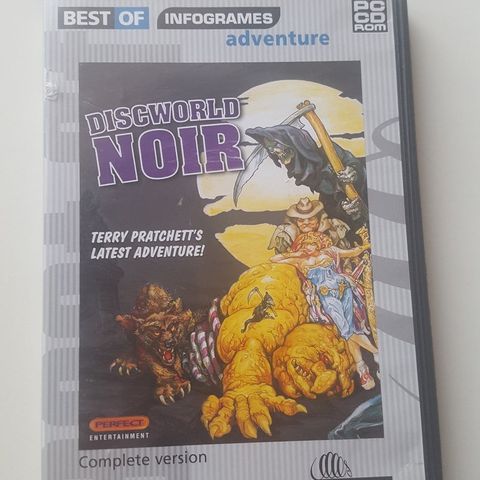 BEST OF INFOGRAMES
adventure
PC
CD
ROM
DISCWORLD
NOIR
TERRY PRATCHETT'S
LATEST ADVENTURE!
PERFECT
ENTERTAINMENT
Complete version